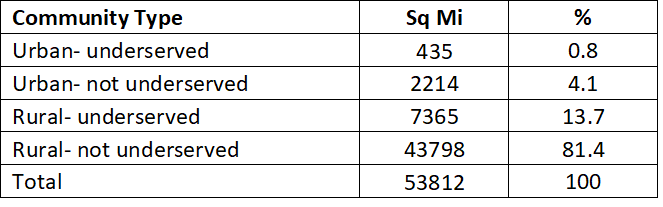 Community Type Sq Mi %
Urban- underserved 435 0.8
Urban- not underserved 2214 4.1
Rural- underserved 7365 13.7
Rural- not underserved 43798 81.4
Total 53812 100